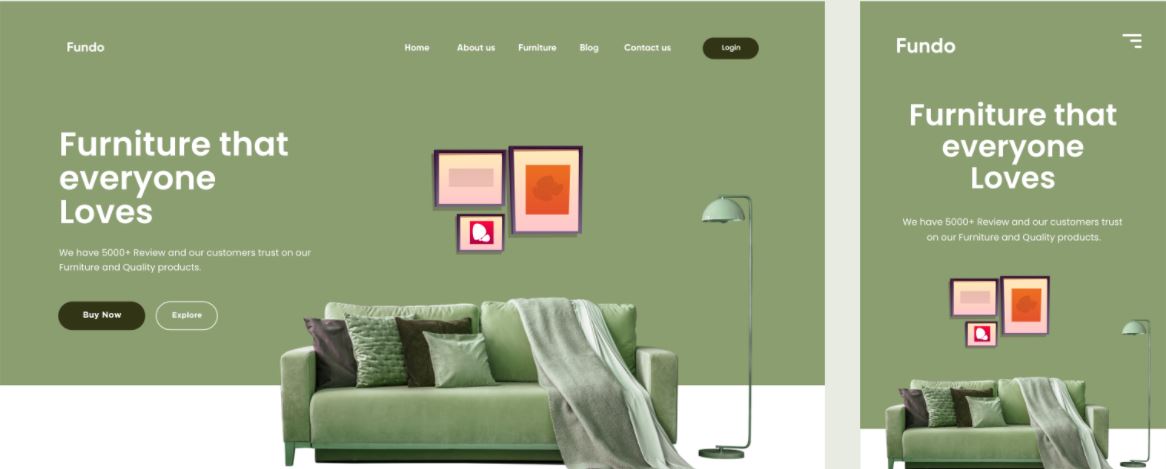 Fundo
Home About us Furniture Blog Contact us Login
Furniture that
everyone
Loves
We have 5000+ Review and our customers trust on our
Furniture and Quality products.
Buy Now Explore
Fundo
Furniture that
everyone
Loves
We have 5000+ Review and our customers trust
on our Furniture and Quality products.